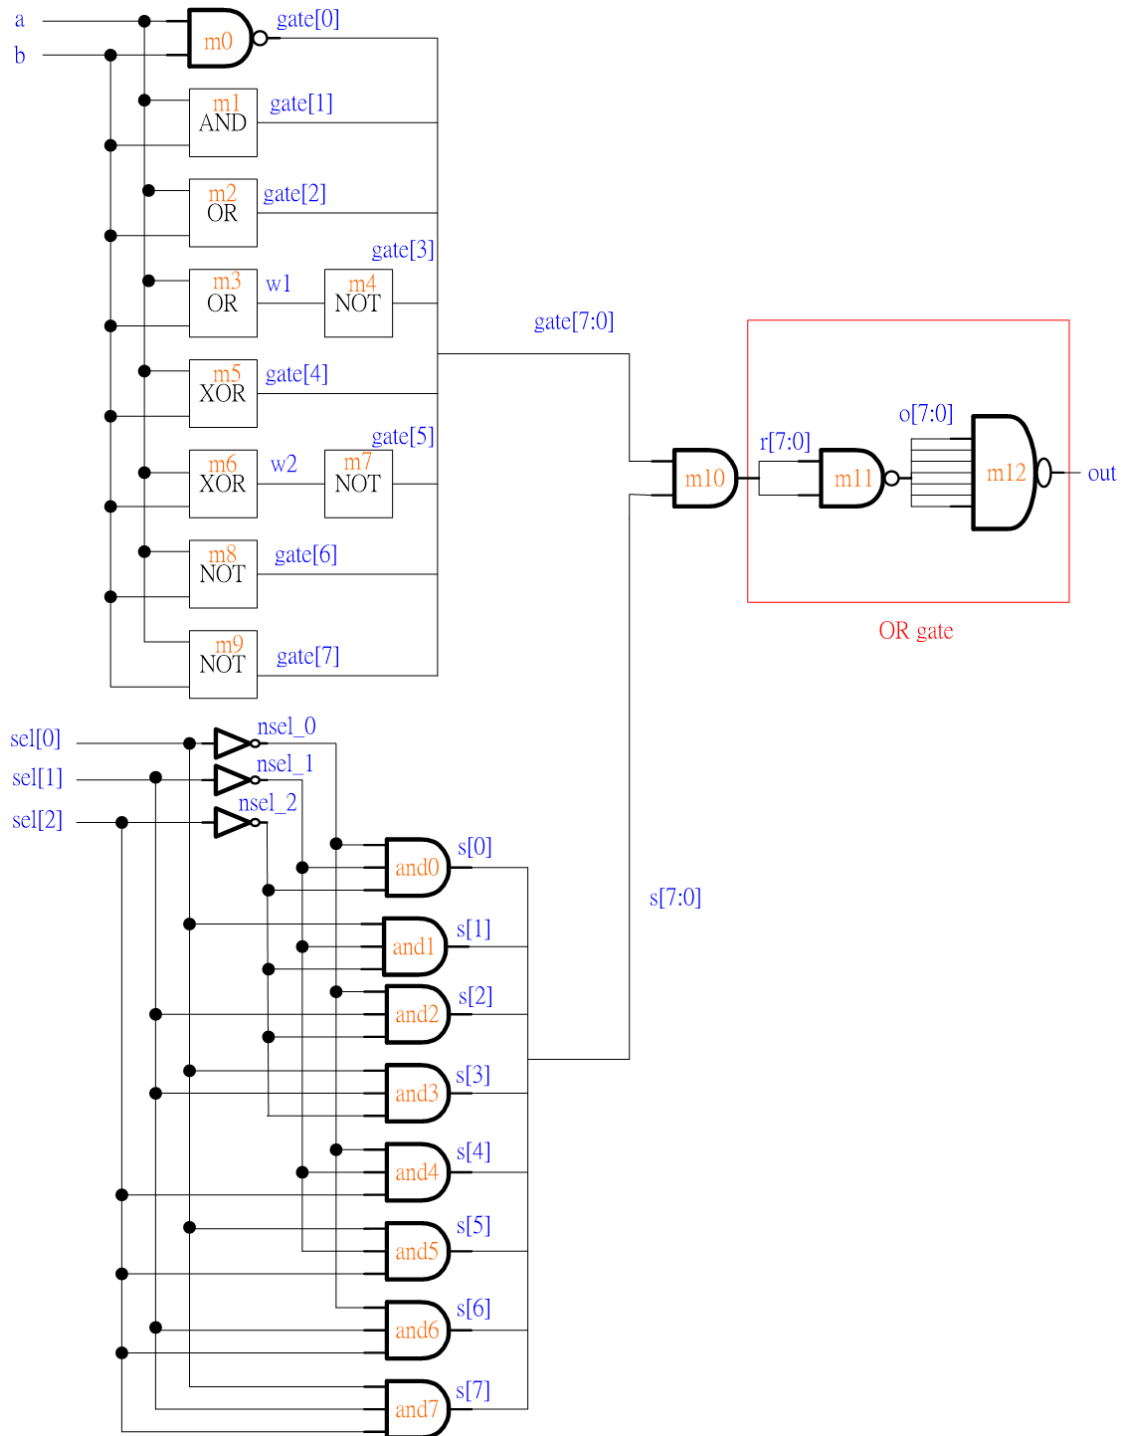 a
b
m0
gate[0]
m1
AND
gate[1]
m2
OR
gate[2]
m3
OR
w1
m4
NOT
gate[3]
m5
XOR
gate[4]
m6
XOR
w2
m7
NOT
gate[5]
m8
NOT
gate[6]
m9
NOT
gate[7]
gate[7:0]
m10
r[7:0]
m11
o[7:0]
m12
out
OR gate
sel[0]
nsel_0
sel[1]
nsel_1
sel[2]
nsel_2
and0
s[0]
and1
s[1]
and2
s[2]
and3
s[3]
and4
s[4]
and5
s[5]
and6
s[6]
and7
s[7]
s[7:0]